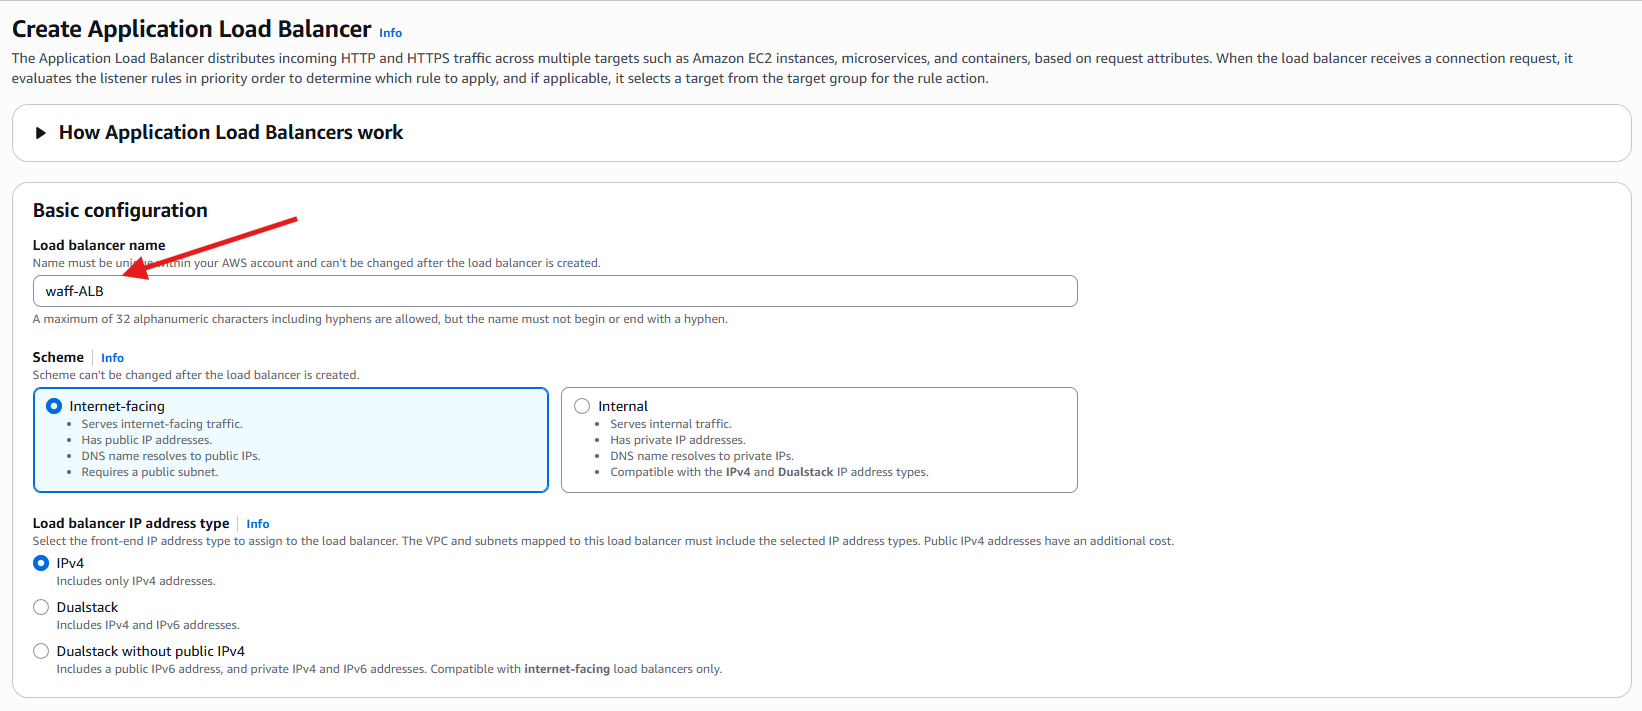 Create Application Load Balancer Info
The Application Load Balancer distributes incoming HTTP and HTTPS traffic across multiple targets such as Amazon EC2 instances, microservices, and containers, based on request attributes. When the load balancer receives a connection request, it
evaluates the listener rules in priority order to determine which rule to apply, and if applicable, it selects a target from the target group for the rule action.
How Application Load Balancers work
Basic configuration
Load balancer name
Name must be unique within your AWS account and can't be changed after the load balancer is created.
waff-ALB
A maximum of 32 alphanumeric characters including hyphens are allowed, but the name must not begin or end with a hyphen.
Scheme Info
Scheme can't be changed after the load balancer is created.
Internet-facing
• Serves internet-facing traffic.
• Has public IP addresses.
• DNS name resolves to public IPs.
• Requires a public subnet.
Internal
• Serves internal traffic.
• Has private IP addresses.
• DNS name resolves to private IPs.
• Compatible with the IPv4 and Dualstack IP address types.
Load balancer IP address type Info
Select the front-end IP address type to assign to the load balancer. The VPC and subnets mapped to this load balancer must include the selected IP address types. Public IPv4 addresses have an additional cost.
IPv4
Includes only IPv4 addresses.
Dualstack
Includes IPv4 and IPv6 addresses.
Dualstack without public IPv4
Includes a public IPv6 address, and private IPv4 and IPv6 addresses. Compatible with internet-facing load balancers only.